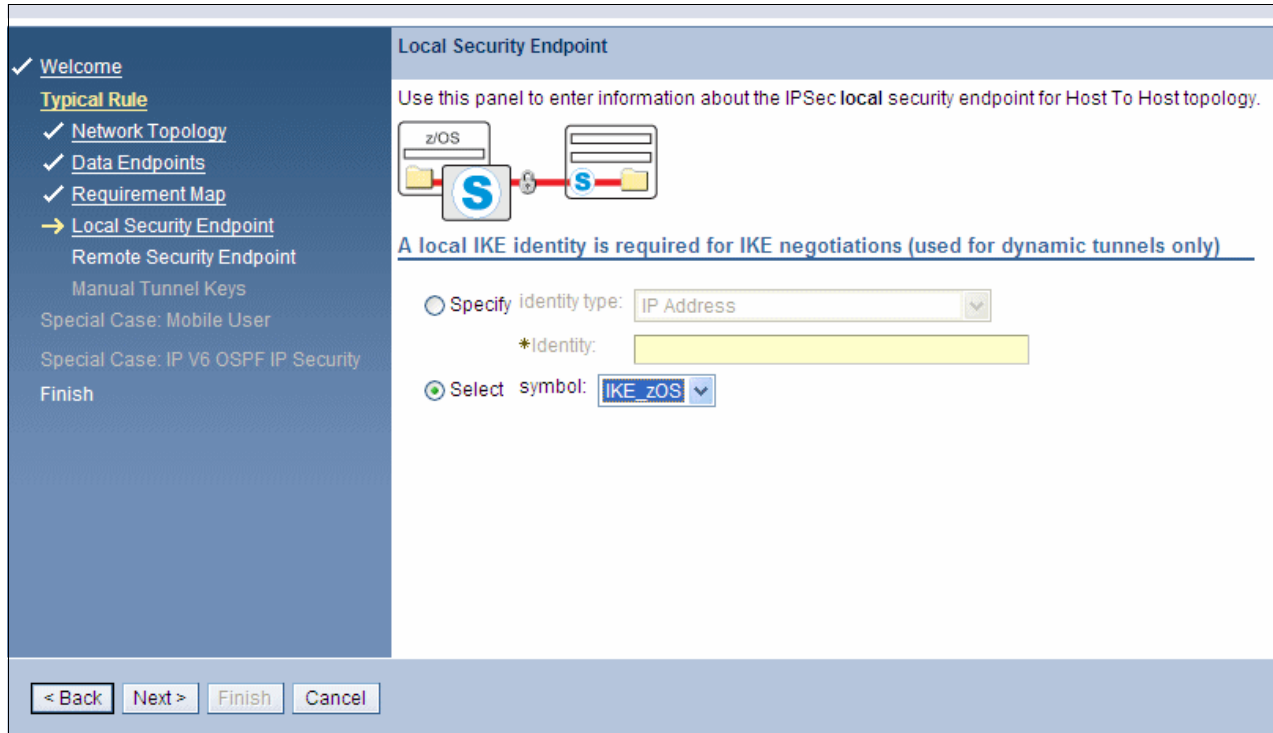 Welcome
Typical Rule
Network Topology
Data Endpoints
Requirement Map
Local Security Endpoint
Remote Security Endpoint
Manual Tunnel Keys
Special Case: Mobile User
Special Case: IP V6 OSPF IP Security
Finish
Local Security Endpoint
Use this panel to enter information about the IPSec local security endpoint for Host To Host topology.
z/OS
S
S
A local IKE identity is required for IKE negotiations (used for dynamic tunnels only)
Specify identity type: IP Address
*Identity:
Select symbol: IKE_zOS
< Back Next > Finish Cancel